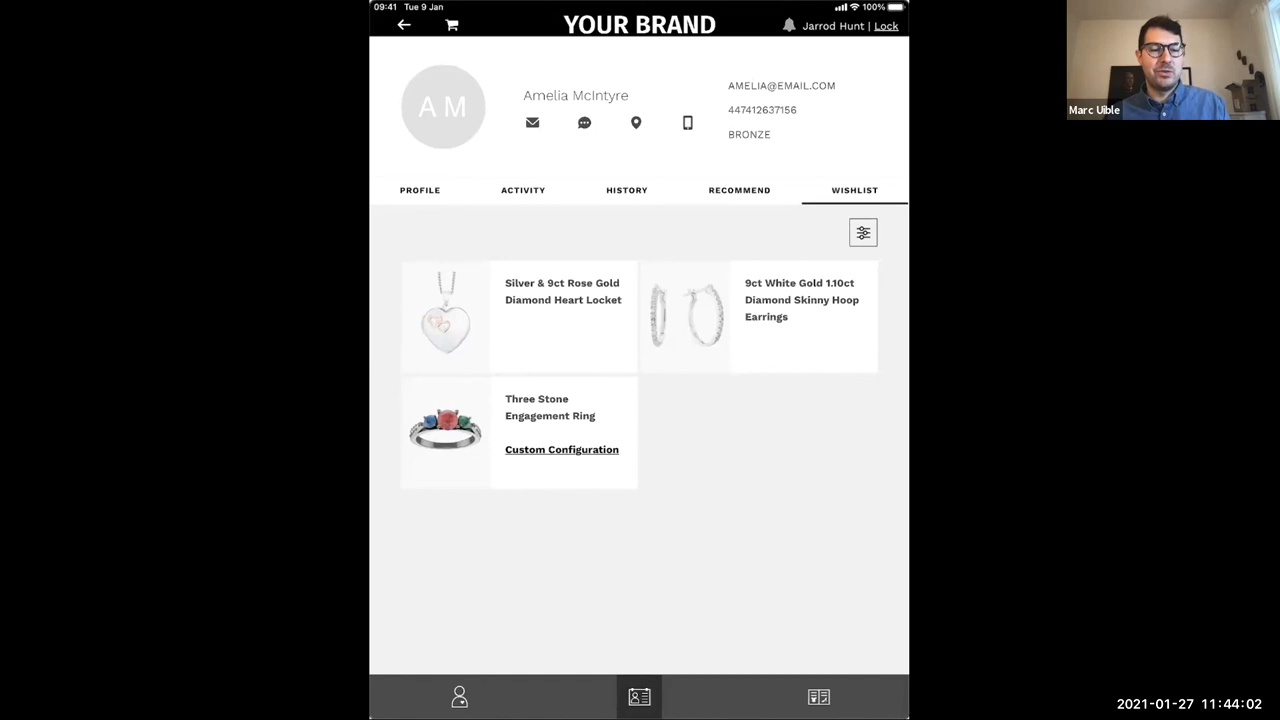 09:41 Tue 9 Jan
100%
YOUR BRAND
Jarrod Hunt | Lock
Marc Uible
A M
Amelia McIntyre
AMELIA@EMAIL.COM
447412637156
BRONZE
PROFILE
ACTIVITY
HISTORY
RECOMMEND
WISHLIST
Silver & 9ct Rose Gold
Diamond Heart Locket
9ct White Gold 1.10ct
Diamond Skinny Hoop
Earrings
Three Stone
Engagement Ring
Custom Configuration
2021-01-27 11:44:02